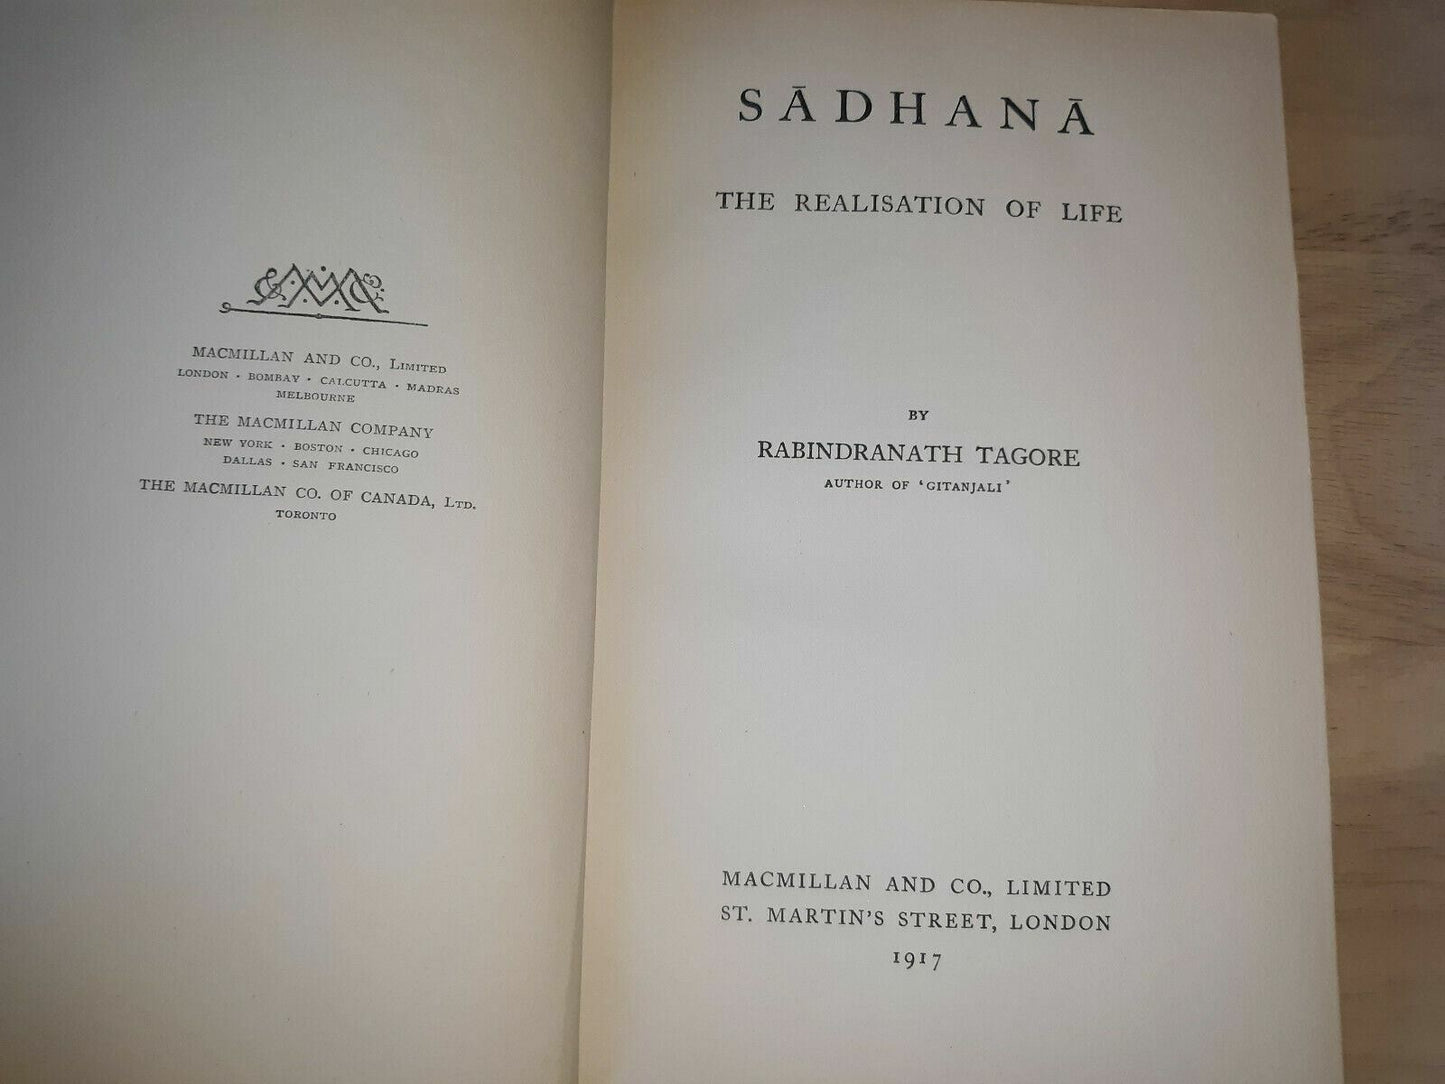 MACMILLAN AND CO., LIMITED
LONDON · BOMBAY · CALCUTTA · MADRAS
MELBOURNE
THE MACMILLAN COMPANY
NEW YORK · BOSTON · CHICAGO
DALLAS · SAN FRANCISCO
THE MACMILLAN CO. OF CANADA, LTD.
TORONTO
SĀDHANĀ
THE REALISATION OF LIFE
BY
RABINDRANATH TAGORE
AUTHOR OF ‘GITANJALI’
MACMILLAN AND CO., LIMITED
ST. MARTIN'S STREET, LONDON
1917